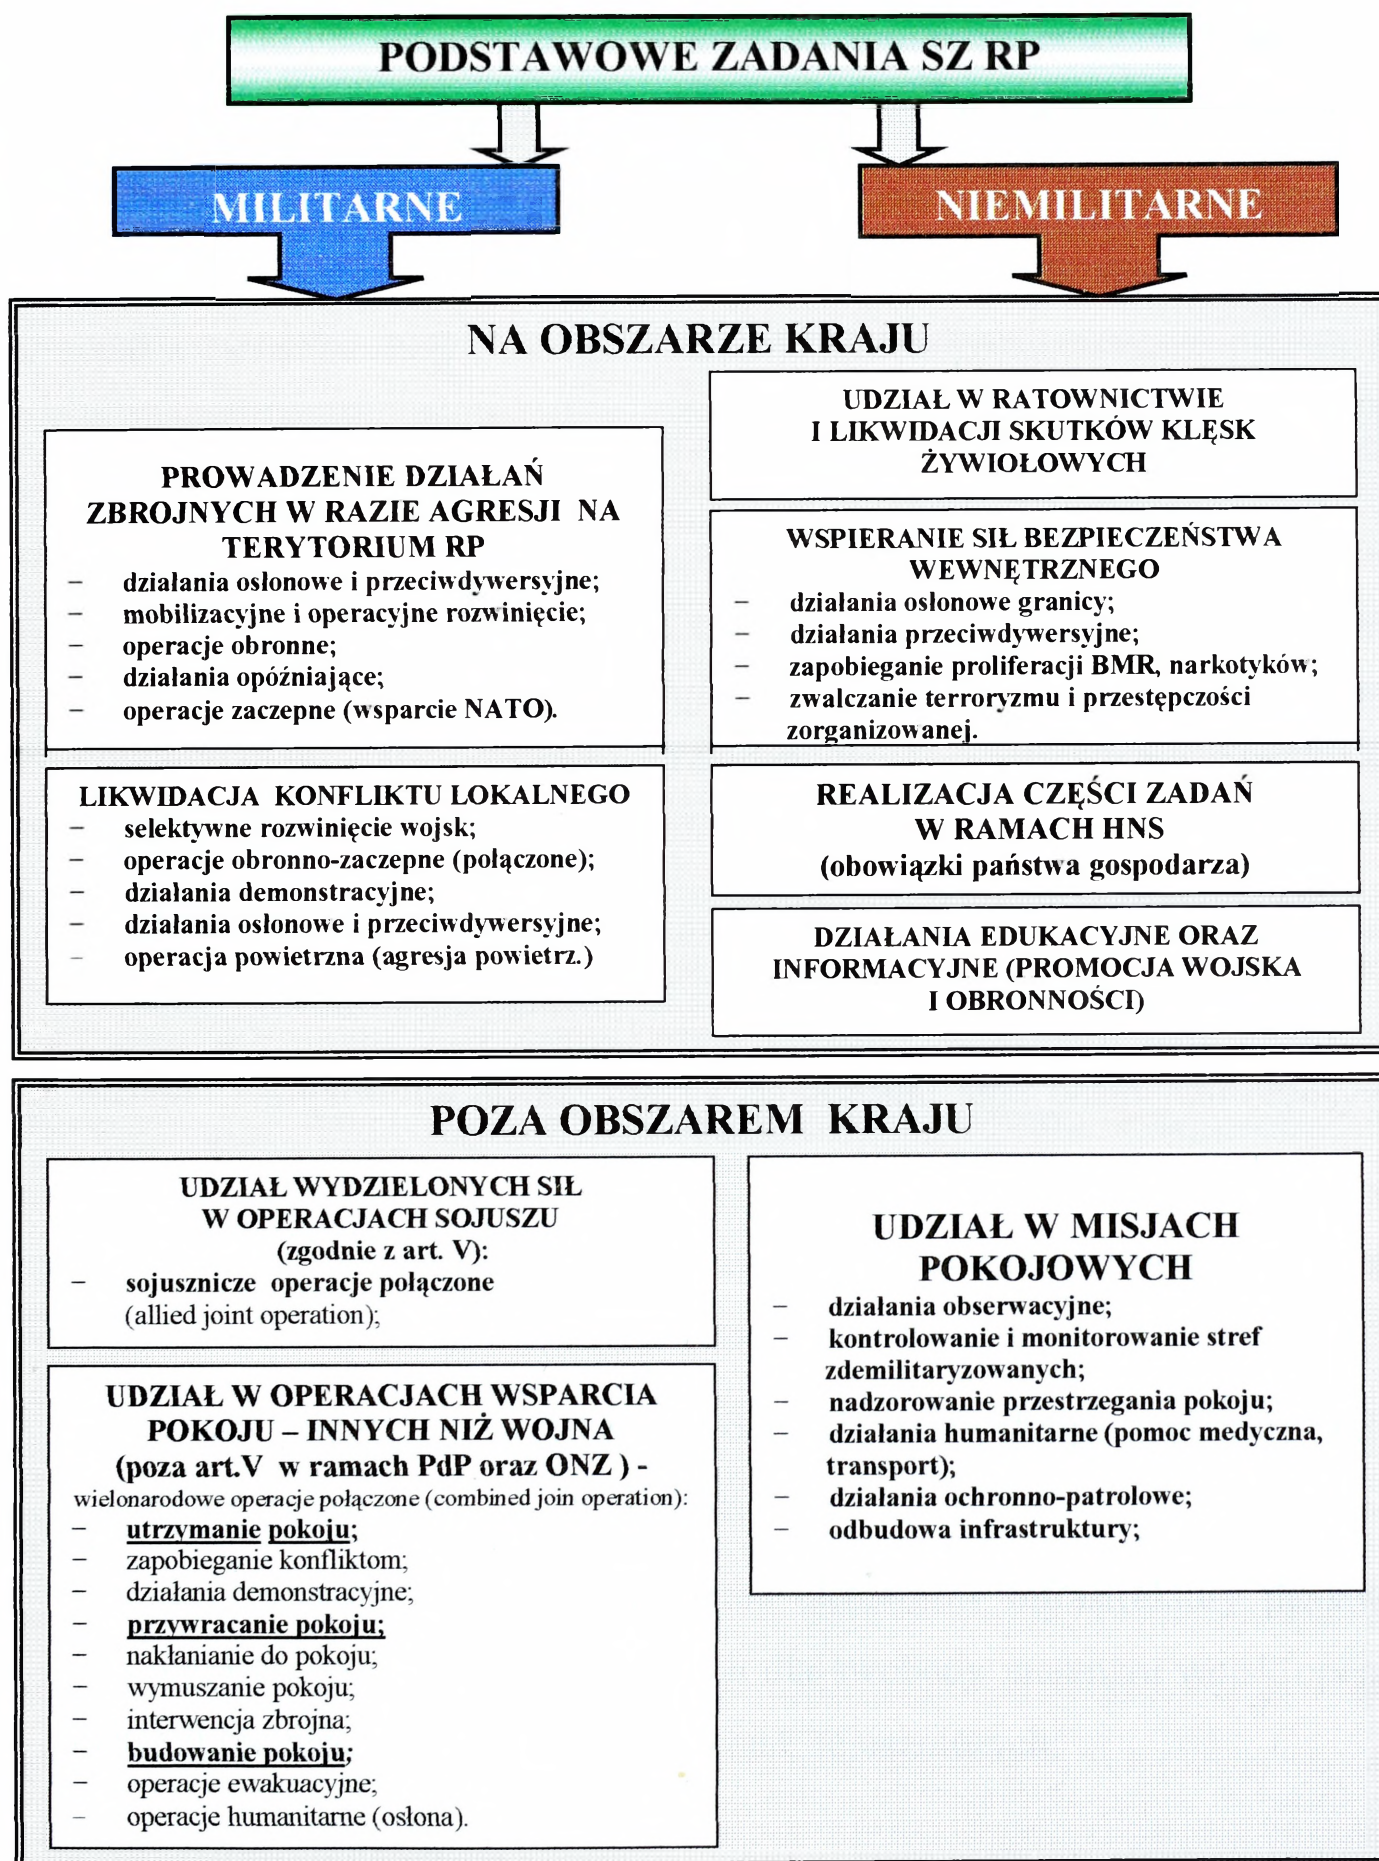 PODSTAWOWE ZADANIA SZ RP
MILITARNE
NIEMILITARNE
NA OBSZARZE KRAJU
PROWADZENIE DZIAŁAŃ
ZBROJNYCH W RAZIE AGRESJI NA
TERYTORIUM RP
– działania osłonowe i przeciwdywersyjne;
– mobilizacyjne i operacyjne rozwinięcie;
– operacje obronne;
– działania opóźniające;
– operacje zaczepne (wsparcie NATO).
LIKWIDACJA KONFLIKTU LOKALNEGO
– selektywne rozwinięcie wojsk;
– operacje obronno-zaczepne (połączone);
– działania demonstracyjne;
– działania osłonowe i przeciwdywersyjne;
– operacja powietrzna (agresja powietrz.)
UDZIAŁ W RATOWNICTWIE
I LIKWIDACJI SKUTKÓW KLĘSK
ŻYWIOŁOWYCH
WSPIERANIE SIŁ BEZPIECZEŃSTWA
WEWNĘTRZNEGO
– działania osłonowe granicy;
– działania przeciwdywersyjne;
– zapobieganie proliferacji BMR, narkotyków;
– zwalczanie terroryzmu i przestępczości
zorganizowanej.
REALIZACJA CZĘŚCI ZADAŃ
W RAMACH HNS
(obowiązki państwa gospodarza)
DZIAŁANIA EDUKACYJNE ORAZ
INFORMACYJNE (PROMOCJA WOJSKA
I OBRONNOŚCI)
POZA OBSZAREM KRAJU
UDZIAŁ WYDZIELONYCH SIŁ
W OPERACJACH SOJUSZU
(zgodnie z art. V):
– sojusznicze operacje połączone
(allied joint operation);
UDZIAŁ W OPERACJACH WSPARCIA
POKOJU – INNYCH NIŻ WOJNA
(poza art.V w ramach PdP oraz ONZ ) -
wielonarodowe operacje połączone (combined join operation):
– utrzymanie pokoju;
– zapobieganie konfliktom;
– działania demonstracyjne;
– przywracanie pokoju;
– nakłanianie do pokoju;
– wymuszanie pokoju;
– interwencja zbrojna;
– budowanie pokoju;
– operacje ewakuacyjne;
– operacje humanitarne (osłona).
UDZIAŁ W MISJACH
POKOJOWYCH
– działania obserwacyjne;
– kontrolowanie i monitorowanie stref
zdemilitaryzowanych;
– nadzorowanie przestrzegania pokoju;
– działania humanitarne (pomoc medyczna,
transport);
– działania ochronno-patrolowe;
– odbudowa infrastruktury;